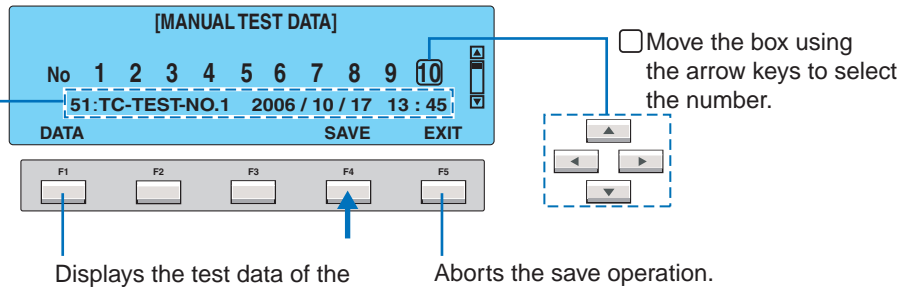 [MANUAL TEST DATA]
No 1 2 3 4 5 6 7 8 9 10
51:TC-TEST-NO.1 2006 / 10 / 17 13 : 45
DATA SAVE EXIT
F1 F2 F3 F4 F5
Move the box using
the arrow keys to select
the number.
Displays the test data of the
Aborts the save operation.